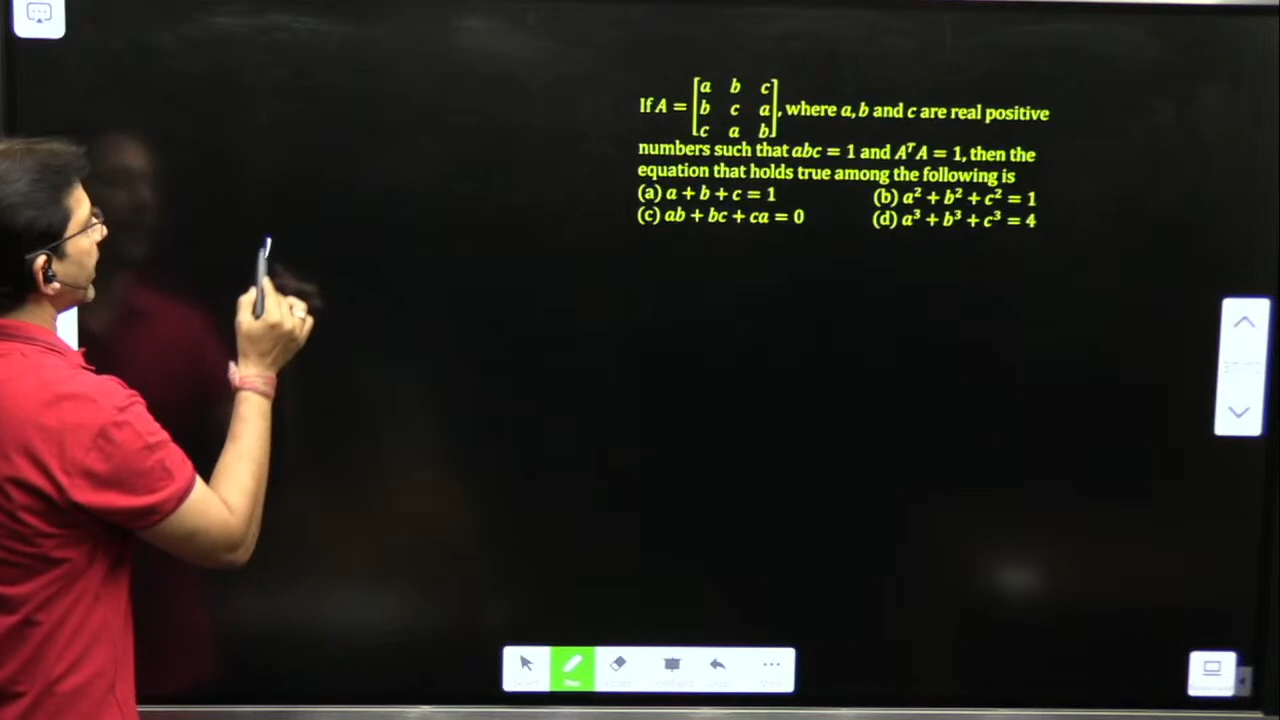 If A = [a b c
b c a
c a b], where a, b and c are real positive
numbers such that abc = 1 and AᵀA = 1, then the
equation that holds true among the following is
(a) a + b + c = 1 (b) a² + b² + c² = 1
(c) ab + bc + ca = 0 (d) a³ + b³ + c³ = 4